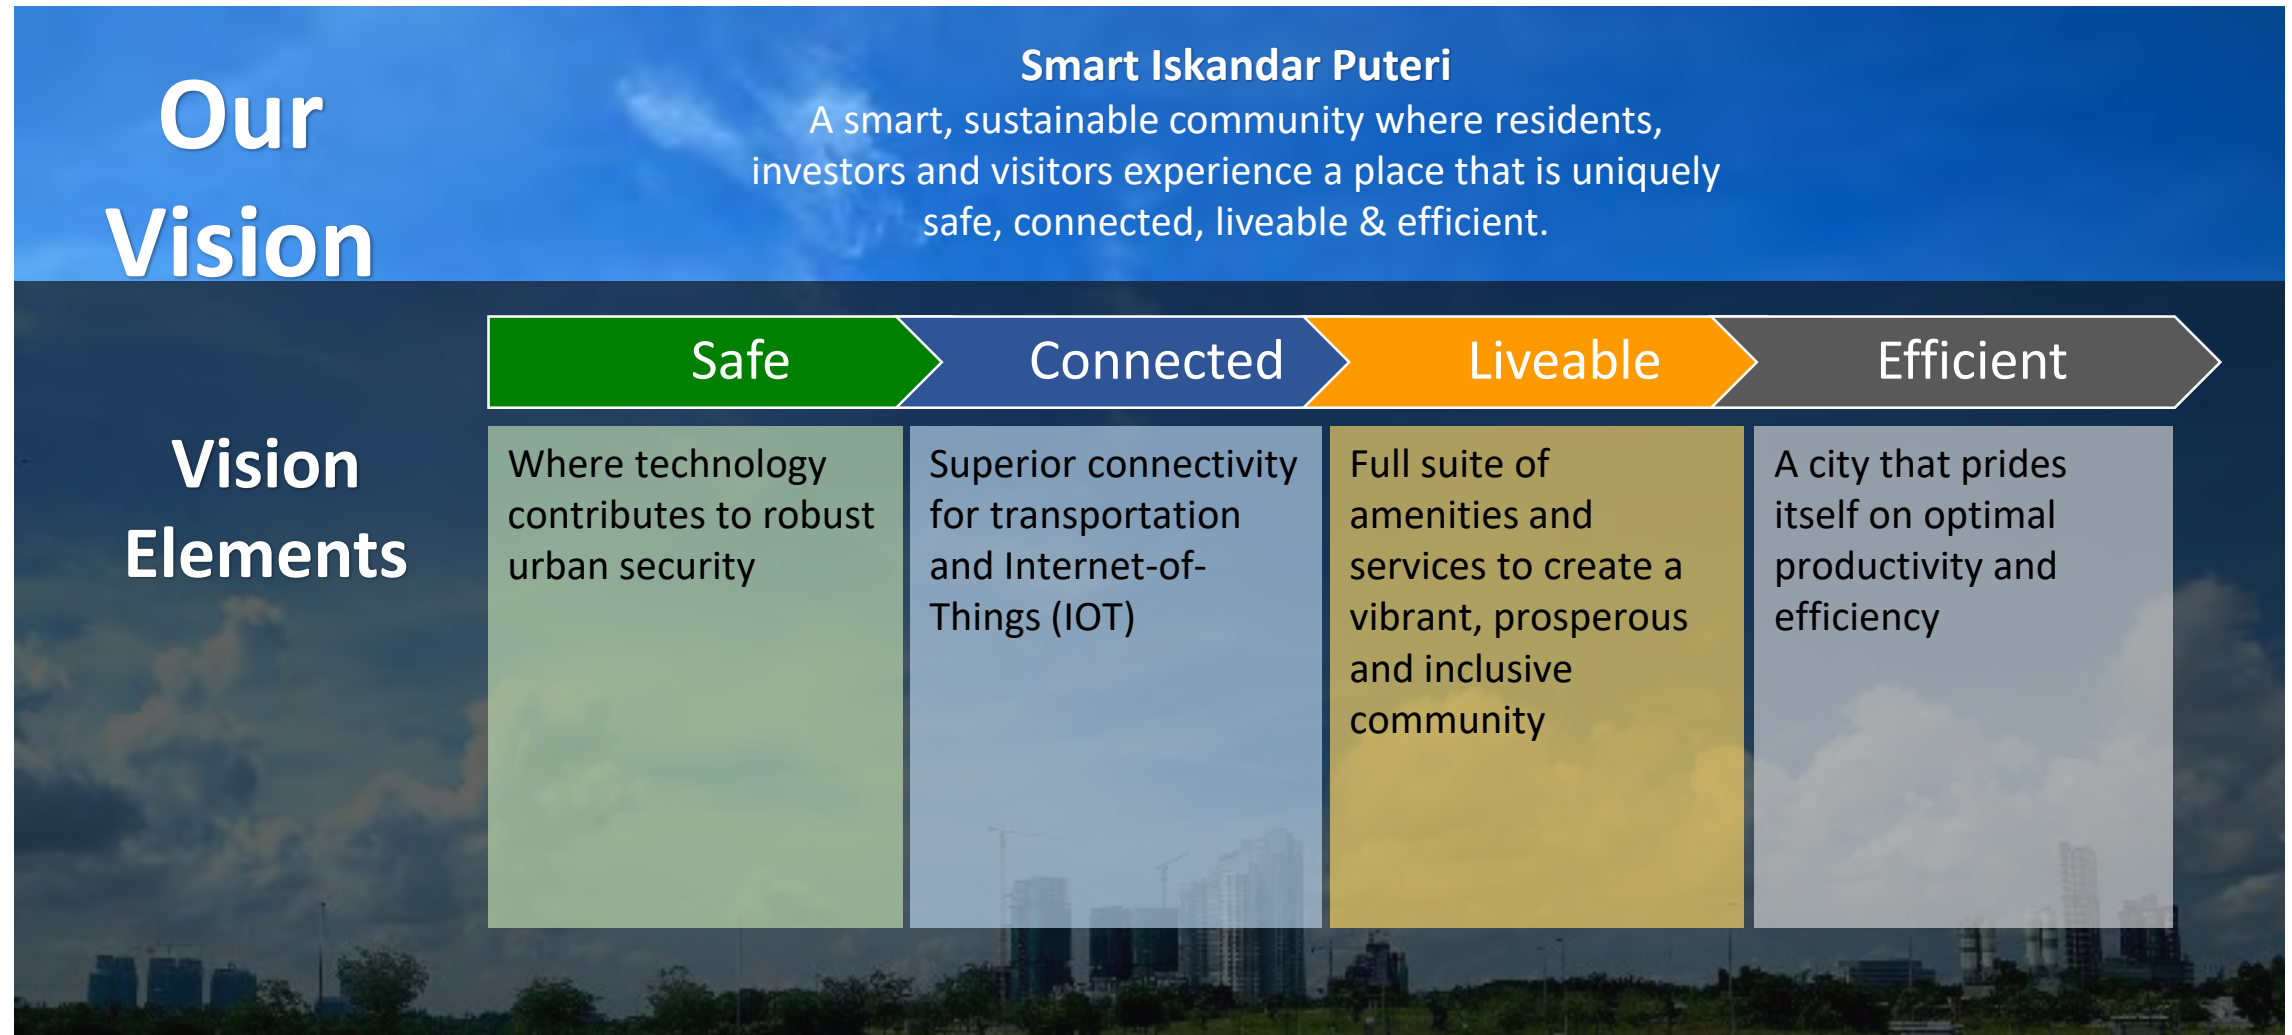 Our
Vision
Smart Iskandar Puteri
A smart, sustainable community where residents,
investors and visitors experience a place that is uniquely
safe, connected, liveable & efficient.
Vision
Elements
Safe
Connected
Liveable
Efficient
Where technology
contributes to robust
urban security
Superior connectivity
for transportation
and Internet-of-
Things (IOT)
Full suite of
amenities and
services to create a
vibrant, prosperous
and inclusive
community
A city that prides
itself on optimal
productivity and
efficiency